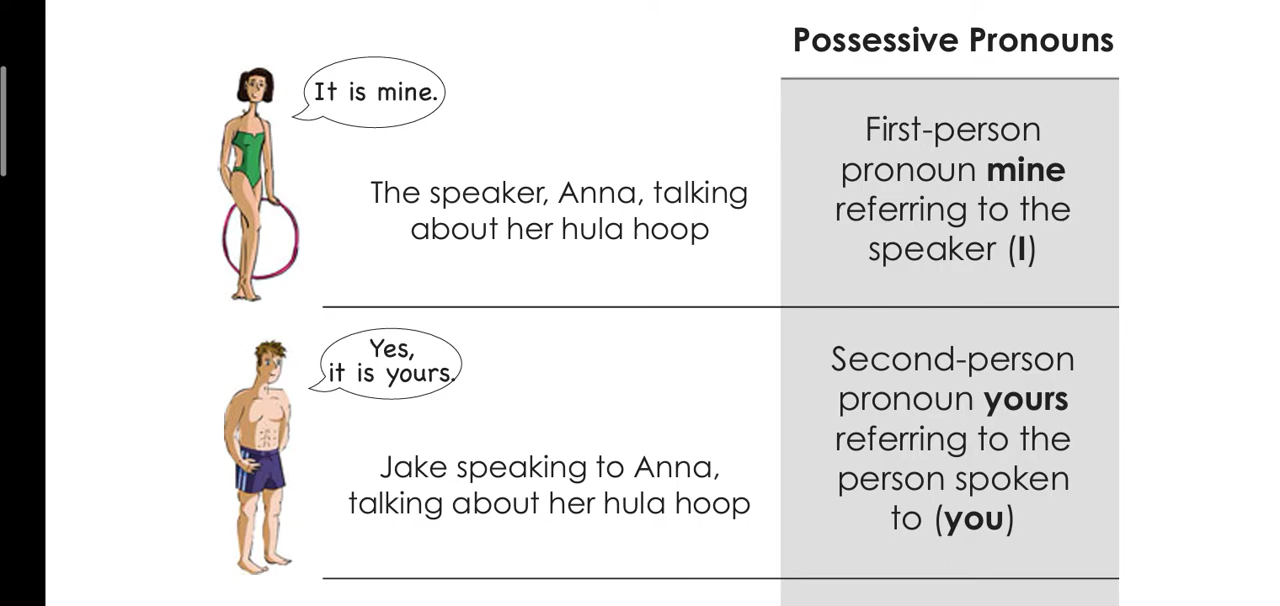 Possessive Pronouns
It is mine.
The speaker, Anna, talking
about her hula hoop
First-person
pronoun mine
referring to the
speaker (I)
Yes,
it is yours.
Jake speaking to Anna,
talking about her hula hoop
Second-person
pronoun yours
referring to the
person spoken
to (you)